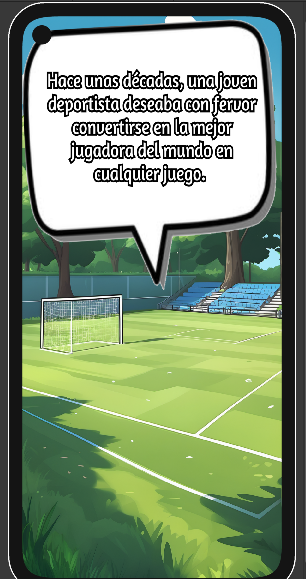 Hace unas décadas, una joven
deportista deseaba con fervor
convertirse en la mejor
jugadora del mundo en
cualquier juego.